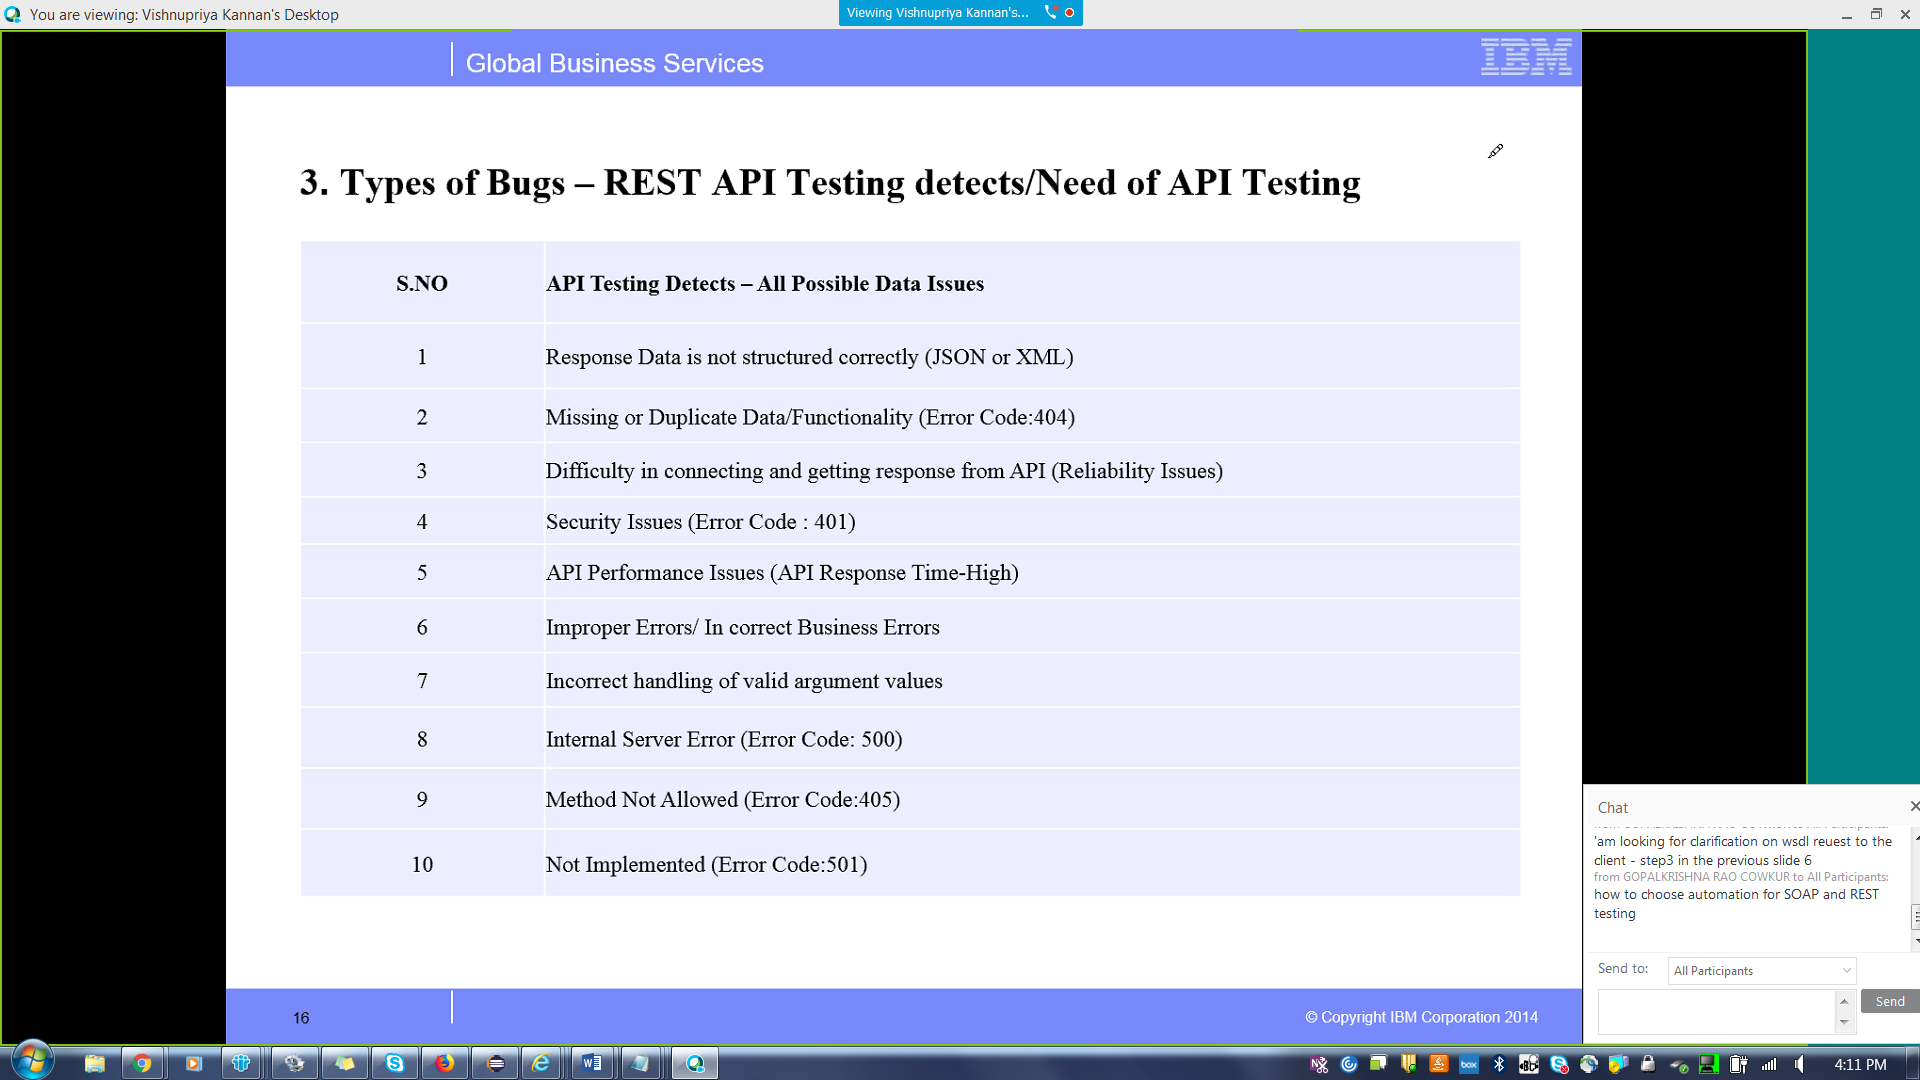 You are viewing: Vishnupriya Kannan's Desktop
Viewing Vishnupriya Kannan's...
Global Business Services
IBM
3. Types of Bugs – REST API Testing detects/Need of API Testing
S.NO API Testing Detects – All Possible Data Issues
1 Response Data is not structured correctly (JSON or XML)
2 Missing or Duplicate Data/Functionality (Error Code:404)
3 Difficulty in connecting and getting response from API (Reliability Issues)
4 Security Issues (Error Code : 401)
5 API Performance Issues (API Response Time-High)
6 Improper Errors/ In correct Business Errors
7 Incorrect handling of valid argument values
8 Internal Server Error (Error Code: 500)
9 Method Not Allowed (Error Code:405)
10 Not Implemented (Error Code:501)
Chat
'am looking for clarification on wsdl reuest to the
client - step3 in the previous slide 6
from GOPALKRISHNA RAO COWKUR to All Participants:
how to choose automation for SOAP and REST
testing
Send to: All Participants
Send
16
© Copyright IBM Corporation 2014
box
4:11 PM